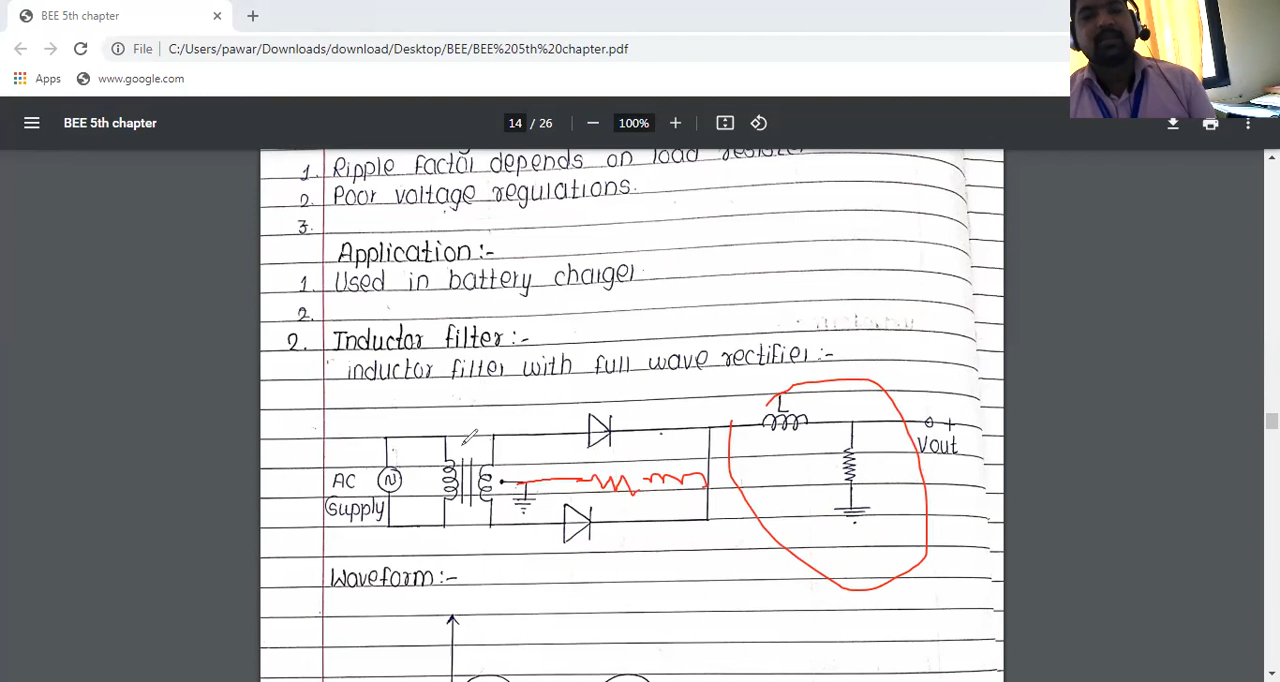 BEE 5th chapter
File C:/Users/pawar/Downloads/download/Desktop/BEE/BEE%205th%20chapter.pdf
Apps www.google.com
BEE 5th chapter 14 / 26 100%
1. Ripple factor depends on load resister
2. Poor voltage regulations.
3.
Application:-
1. Used in battery charger.
2.
2. Inductor filter:-
inductor filter with full wave rectifier:-
L
+
Vout
AC
Supply
Waveform:-